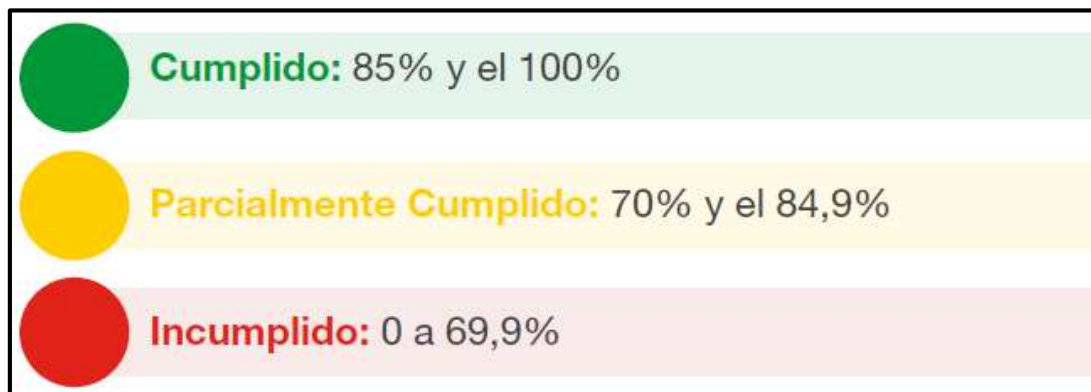 Cumplido: 85% y el 100%
Parcialmente Cumplido: 70% y el 84,9%
Incumplido: 0 a 69,9%